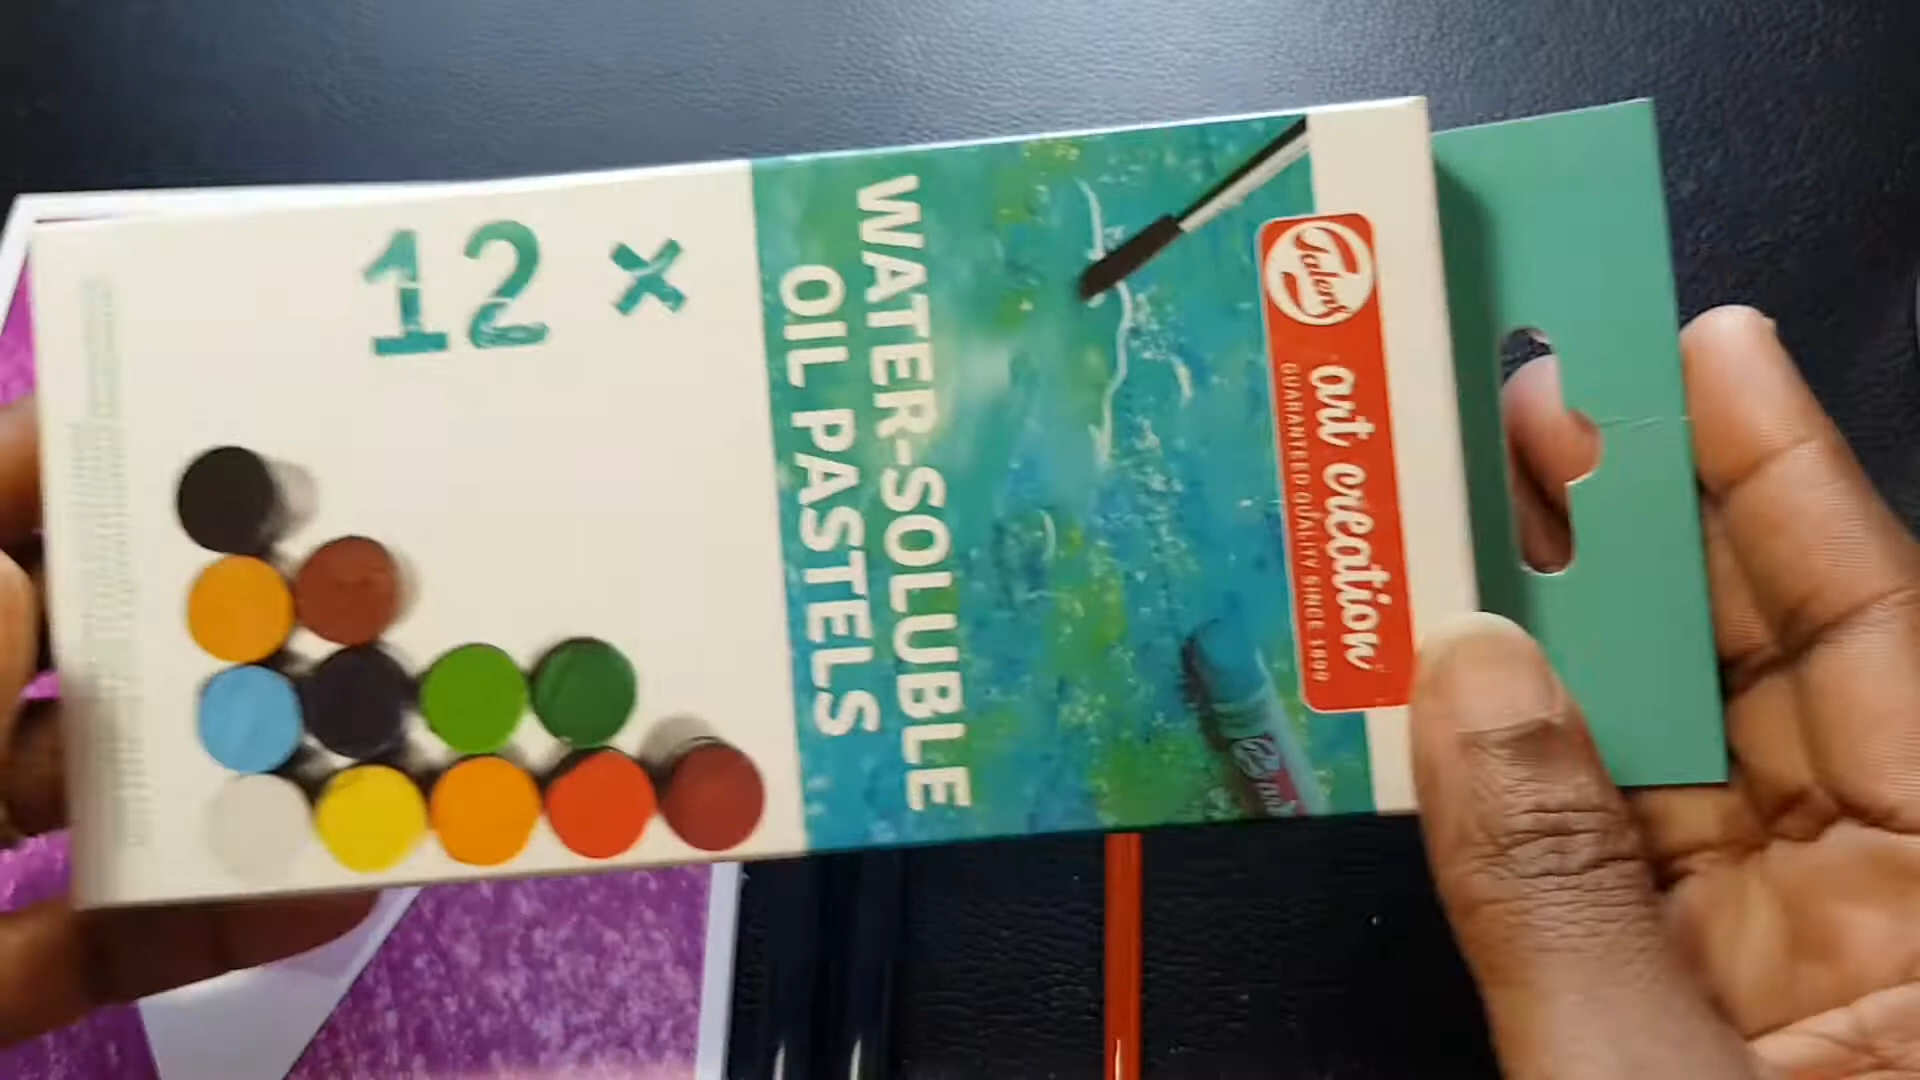 12 x
WATER-SOLUBLE
OIL PASTELS
Talens
art creation
GUARANTEED QUALITY SINCE 1899